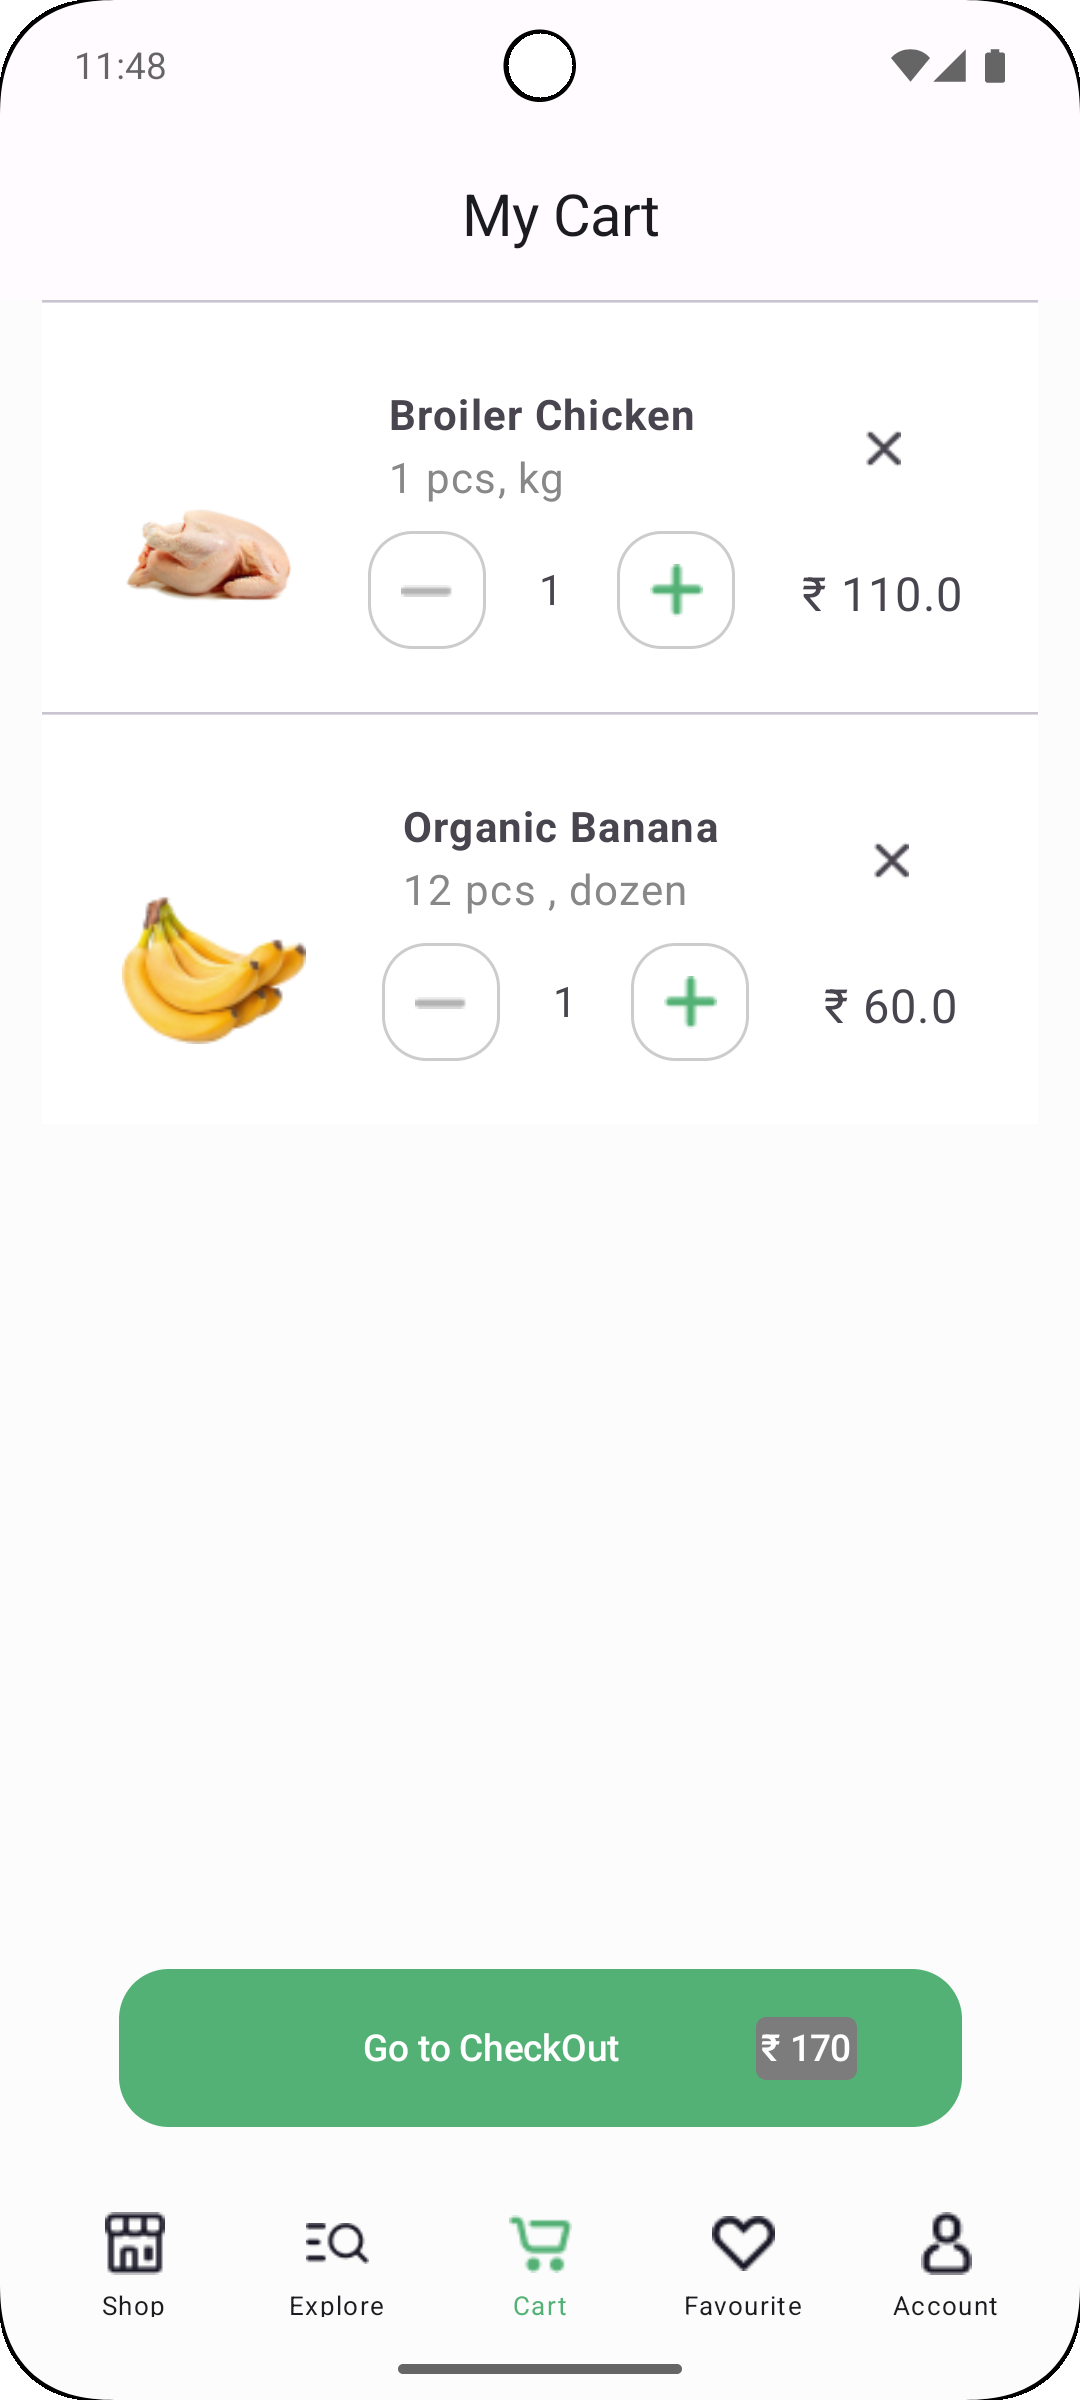 11:48
My Cart
Broiler Chicken
1 pcs, kg
1
₹ 110.0
Organic Banana
12 pcs , dozen
1
₹ 60.0
Go to CheckOut ₹ 170
Shop Explore Cart Favourite Account